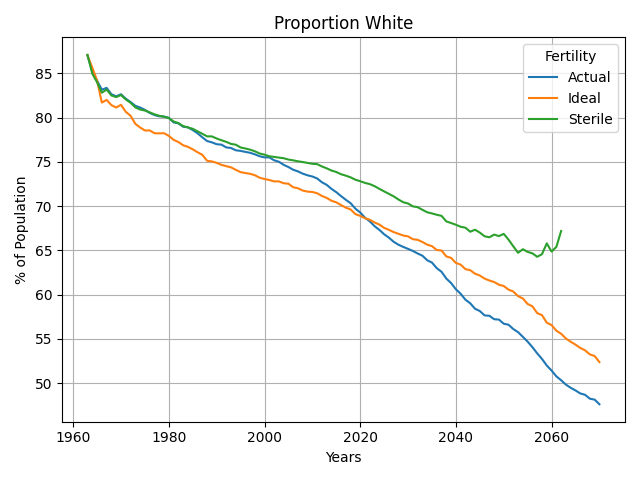 Proportion White
% of Population
85
80
75
70
65
60
55
50
1960 1980 2000 2020 2040 2060
Years
Fertility
Actual
Ideal
Sterile